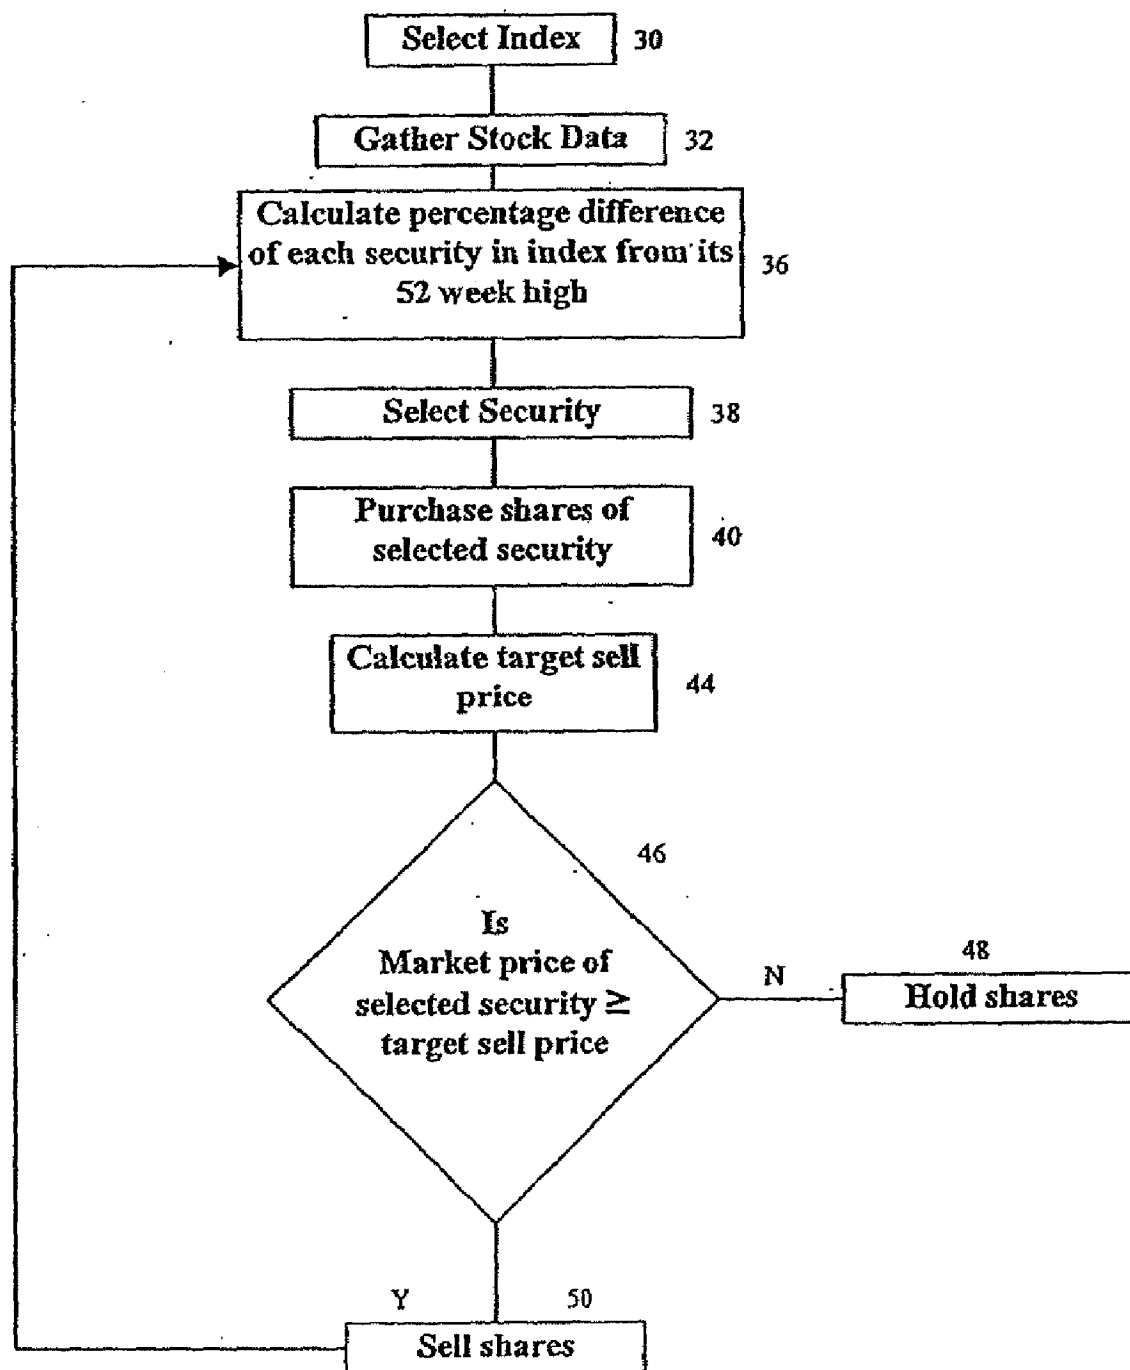 Select Index
30
Gather Stock Data
32
Calculate percentage difference
of each security in index from its
52 week high
36
Select Security
38
Purchase shares of
selected security
40
Calculate target sell
price
44
46
Is
Market price of
selected security ≥
target sell price
N
48
Hold shares
Y
50
Sell shares